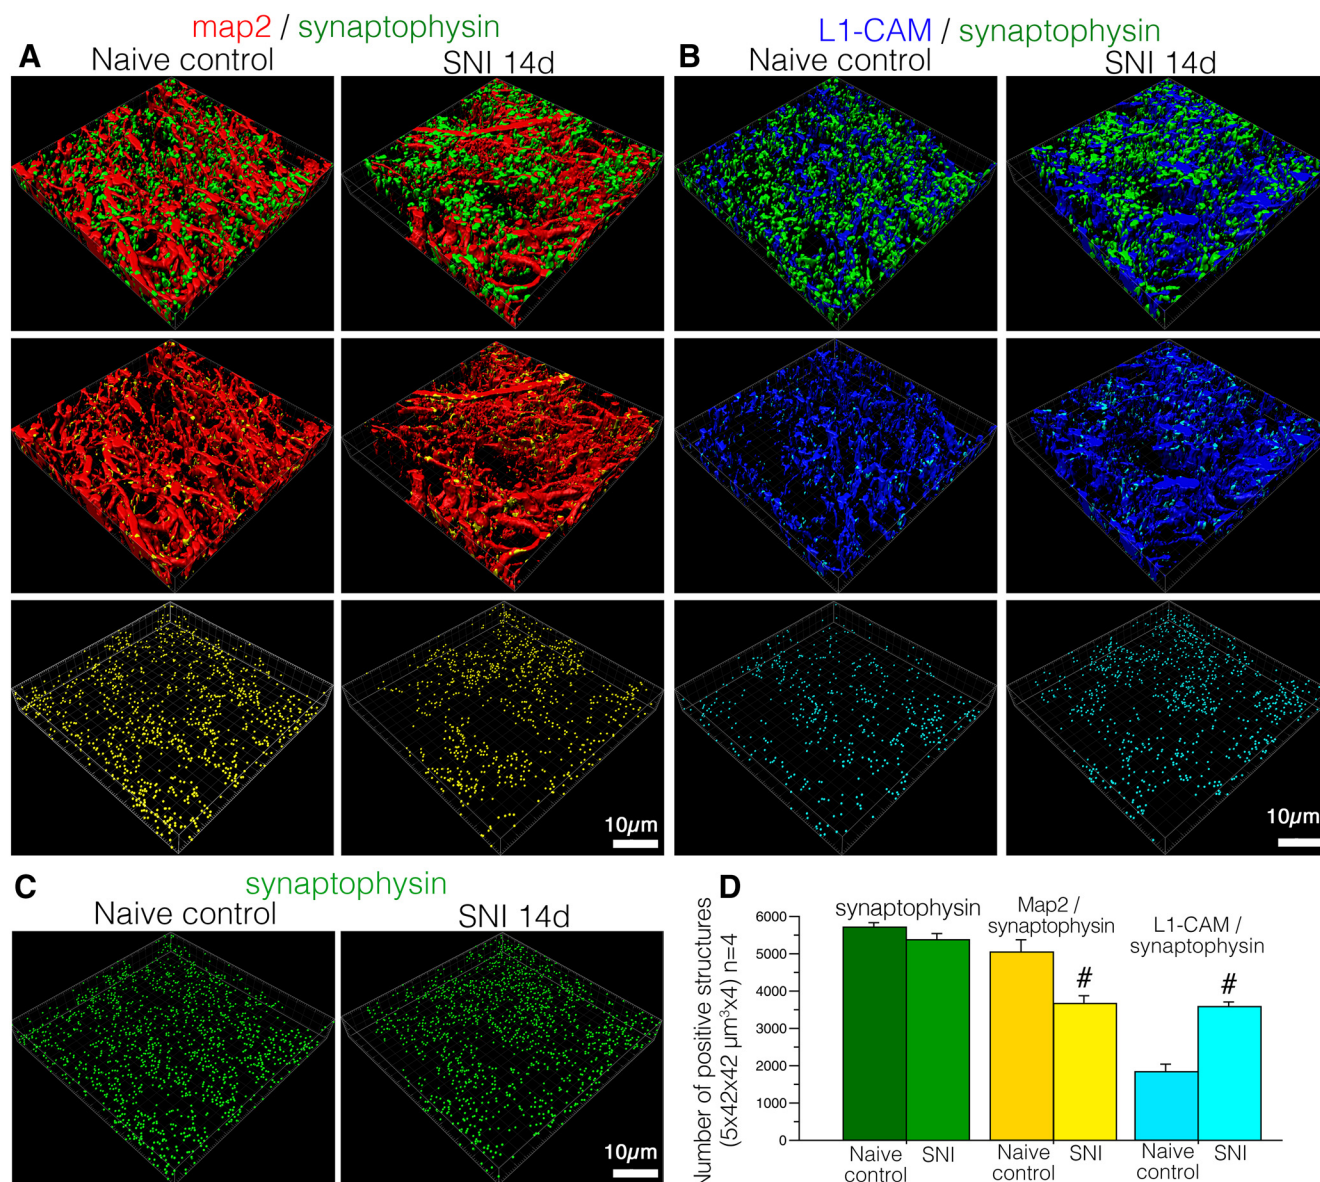 map2 / synaptophysin
A Naive control SNI 14d
L1-CAM / synaptophysin
B Naive control SNI 14d
10μm
10μm
C synaptophysin
Naive control SNI 14d
10μm
D
Number of positive structures
(5x42x42 μm³x4) n=4
6000
5000
4000
3000
2000
1000
0
synaptophysin
Map2 /
synaptophysin
L1-CAM /
synaptophysin
#
#
Naive
control
SNI
Naive
control
SNI
Naive
control
SNI